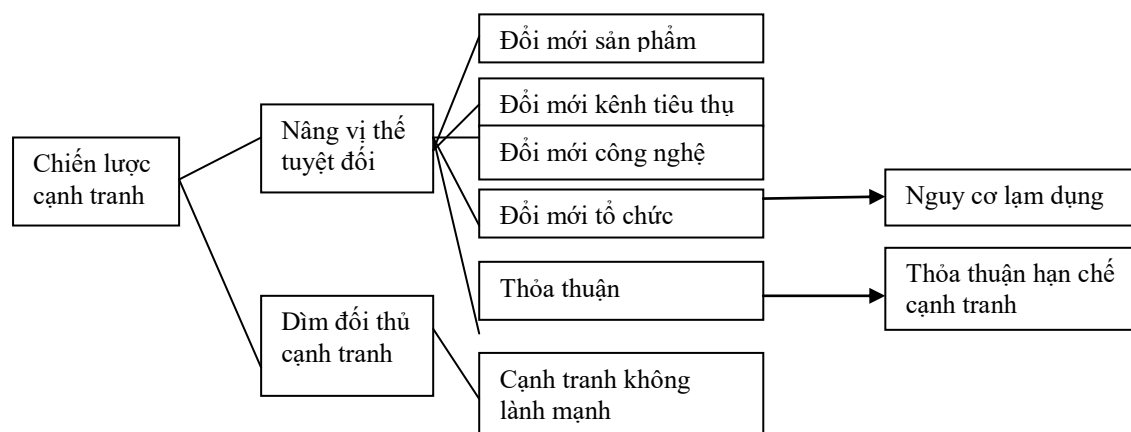 Đổi mới sản phẩm
Đổi mới kênh tiêu thụ
Nâng vị thế
tuyệt đối
Đổi mới công nghệ
Chiến lược
cạnh tranh
Đổi mới tổ chức
Nguy cơ lạm dụng
Thỏa thuận
Thỏa thuận hạn chế
cạnh tranh
Dìm đối thủ
cạnh tranh
Cạnh tranh không
lành mạnh